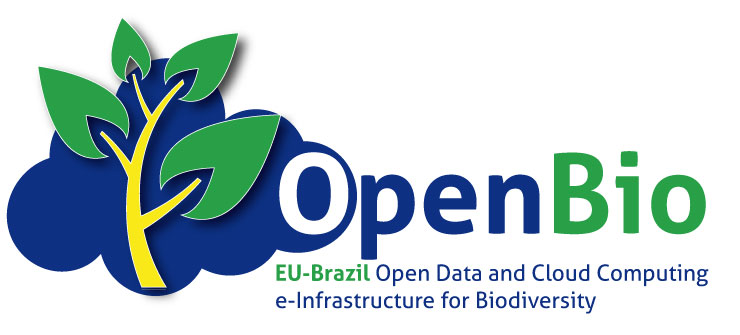 OpenBio
EU-Brazil Open Data and Cloud Computing
e-Infrastructure for Biodiversity